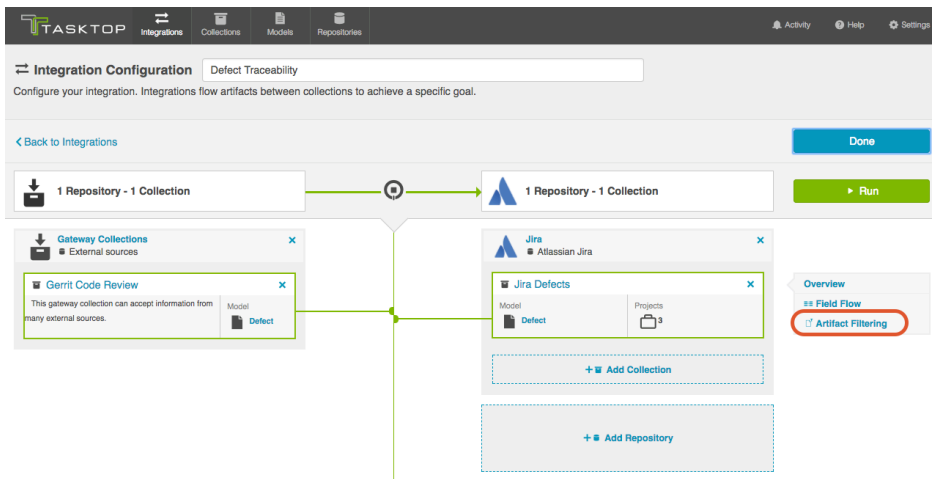 TASKTOP
Integrations
Collections
Models
Repositories
Activity
Help
Settings
Integration Configuration
Defect Traceability
Configure your integration. Integrations flow artifacts between collections to achieve a specific goal.
Back to Integrations
Done
1 Repository - 1 Collection
1 Repository - 1 Collection
Run
Gateway Collections
External sources
Gerrit Code Review
This gateway collection can accept information from
many external sources.
Model
Defect
Jira
Atlassian Jira
Jira Defects
Model
Defect
Projects
3
+ Add Collection
+ Add Repository
Overview
Field Flow
Artifact Filtering